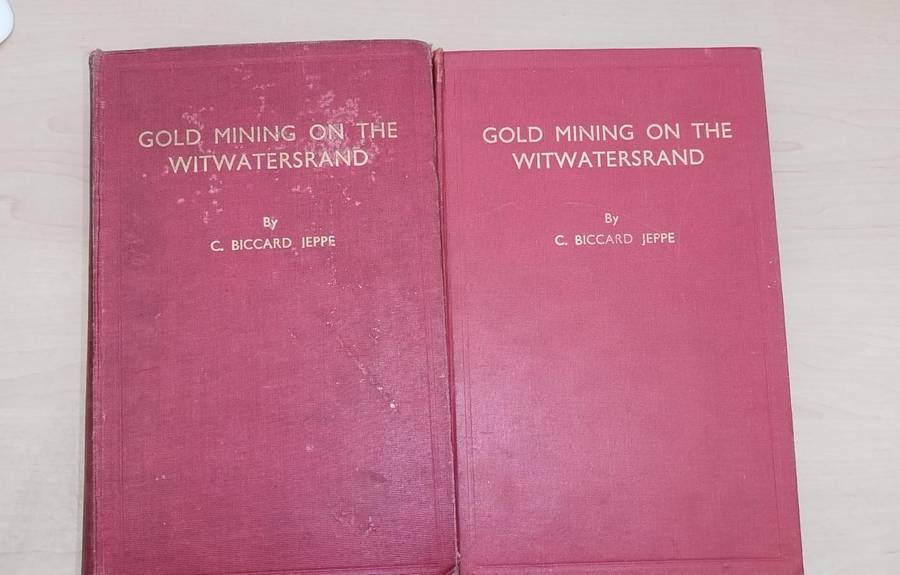 GOLD MINING ON THE
WITWATERSRAND
By
C. BICCARD JEPPE
GOLD MINING ON THE
WITWATERSRAND
By
C. BICCARD JEPPE